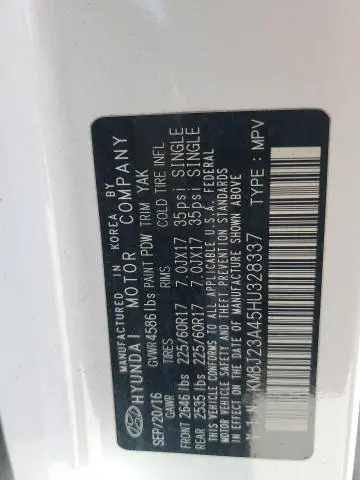 MANUFACTURED IN KOREA BY
HYUNDAI MOTOR COMPANY
SEP/20/16 GVWR 4586 lbs PAINT PDW TRIM YAK
GAWR TIRES RIMS COLD TIRE INFL
FRONT 2646 lbs 225/60R17 7.0JX17 35psi SINGLE
REAR 2535 lbs 225/60R17 7.0JX17 35psi SINGLE
THIS VEHICLE CONFORMS TO ALL APPLICABLE U.S.A. FEDERAL
MOTOR VEHICLE SAFETY AND THEFT PREVENTION STANDARDS
IN EFFECT ON THE DATE OF MANUFACTURE SHOWN ABOVE
V.I.N: KM8J23A45HU328337 TYPE: MPV